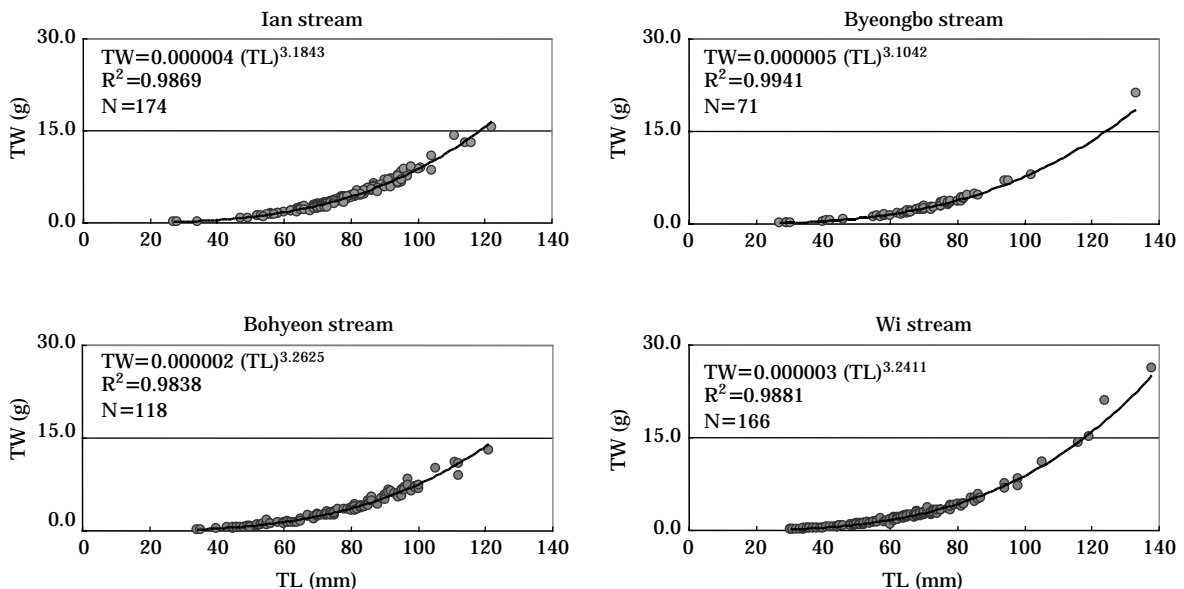 Ian stream
30.0
TW=0.000004 (TL)^3.1843
R²=0.9869
N=174
15.0
0.0
TW (g)
0 20 40 60 80 100 120 140
Byeongbo stream
30.0
TW=0.000005 (TL)^3.1042
R²=0.9941
N=71
15.0
0.0
TW (g)
0 20 40 60 80 100 120 140
Bohyeon stream
30.0
TW=0.000002 (TL)^3.2625
R²=0.9838
N=118
15.0
0.0
TW (g)
0 20 40 60 80 100 120 140
TL (mm)
Wi stream
30.0
TW=0.000003 (TL)^3.2411
R²=0.9881
N=166
15.0
0.0
TW (g)
0 20 40 60 80 100 120 140
TL (mm)